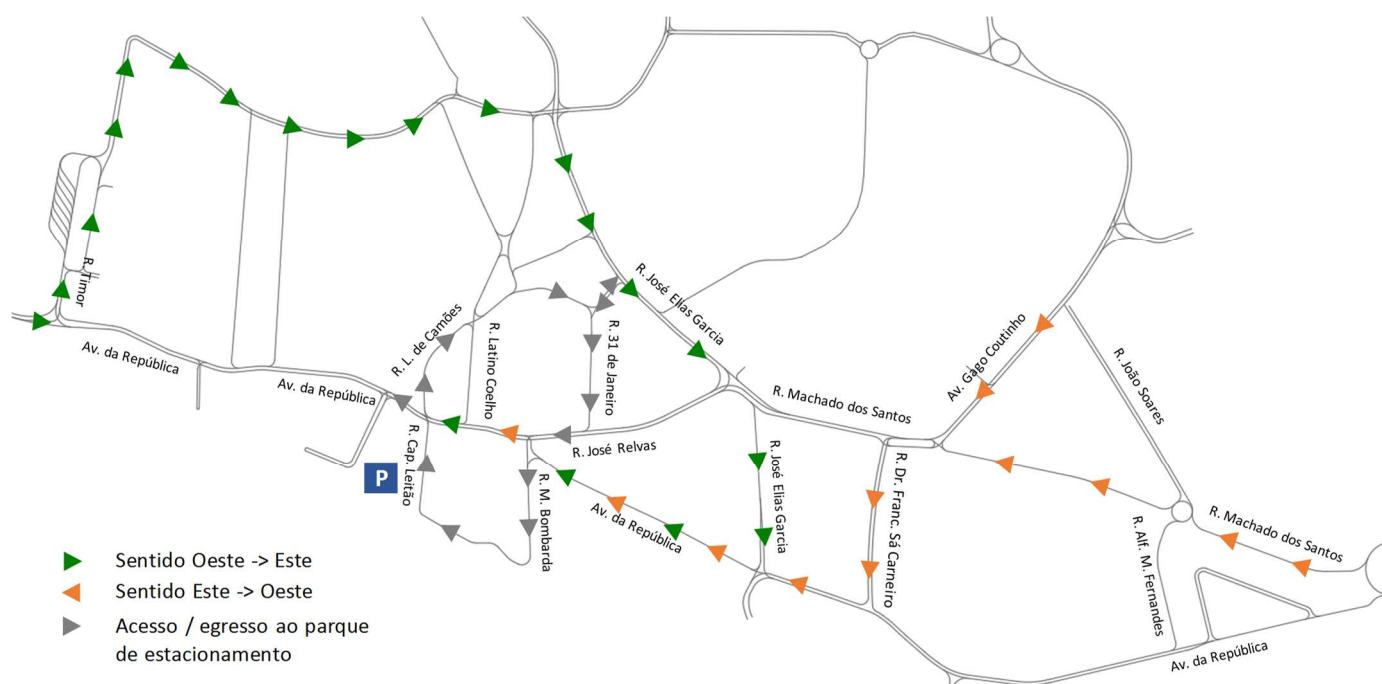 R. Timor
Av. da República
Av. da República
R. L. de Camões
R. Latino Coelho
R. 31 de Janeiro
R. José Elias Garcia
R. Machado dos Santos
Av. Gago Coutinho
R. João Soares
R. José Relvas
R. Cap. Leitão
P
R. M. Bombarda
Av. da República
R. José Elias Garcia
R. Dr. Franc. Sá Carneiro
R. Machado dos Santos
R. Alf. M. Fernandes
Av. da República
Sentido Oeste -> Este
Sentido Este -> Oeste
Acesso / egresso ao parque
de estacionamento